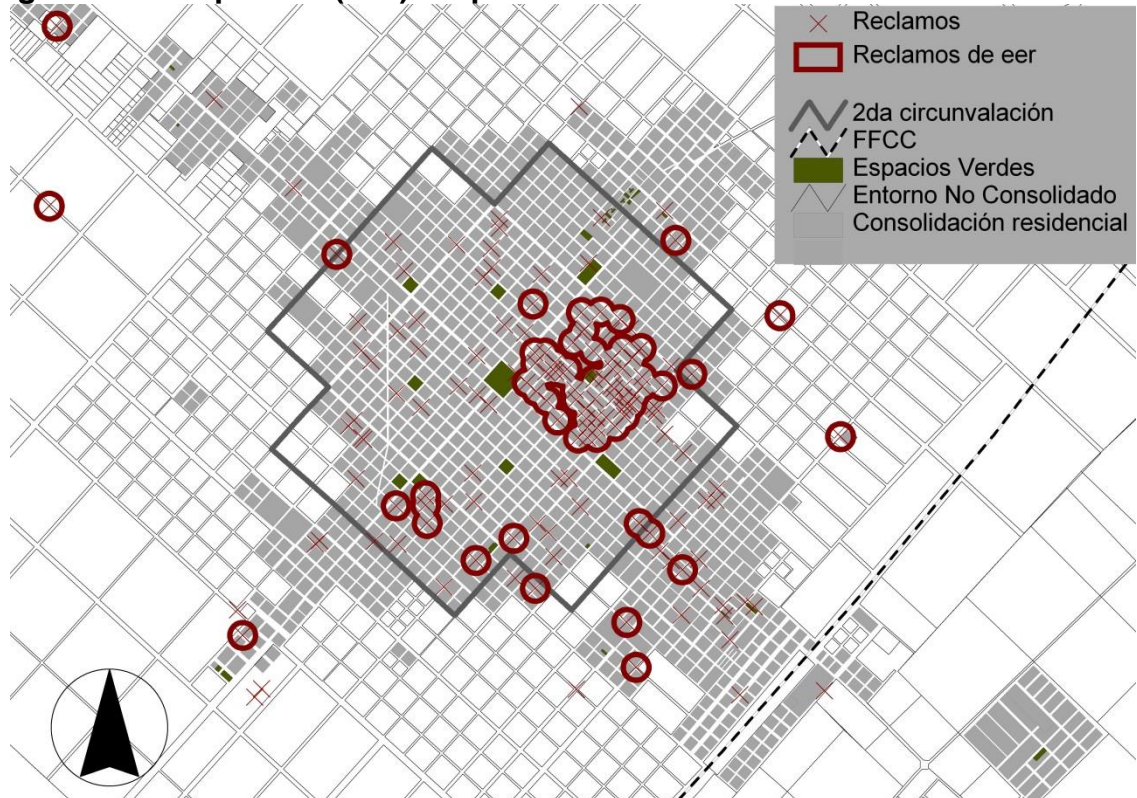 Reclamos
Reclamos de eer
2da circunvalación
FFCC
Espacios Verdes
Entorno No Consolidado
Consolidación residencial